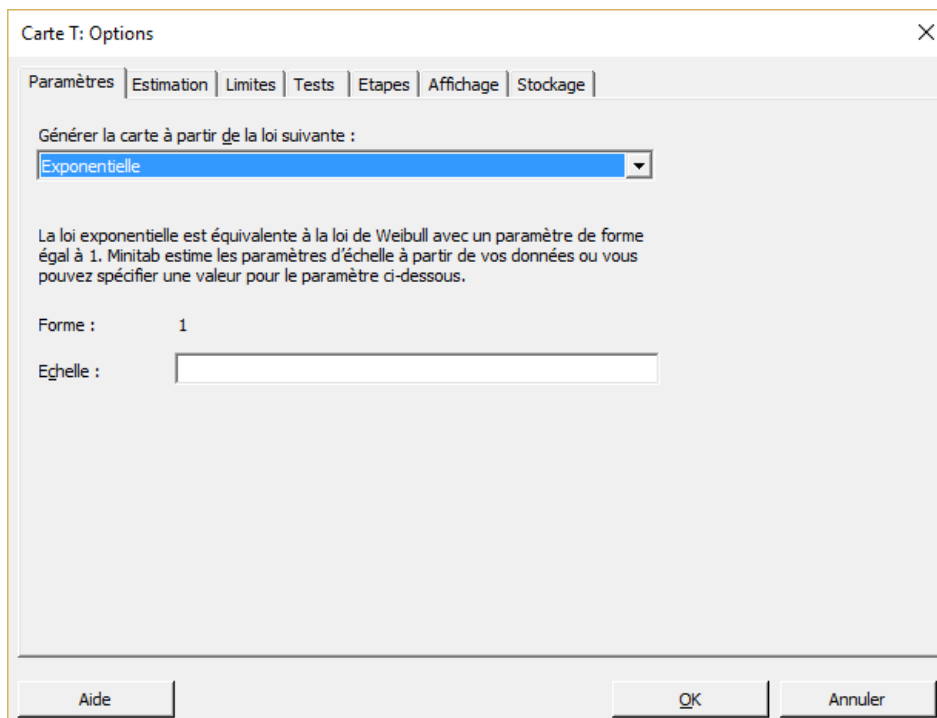 Carte T: Options
Paramètres Estimation Limites Tests Etapes Affichage Stockage
Générer la carte à partir de la loi suivante :
Exponentielle
La loi exponentielle est équivalente à la loi de Weibull avec un paramètre de forme
égal à 1. Minitab estime les paramètres d'échelle à partir de vos données ou vous
pouvez spécifier une valeur pour le paramètre ci-dessous.
Forme : 1
Echelle :
Aide OK Annuler